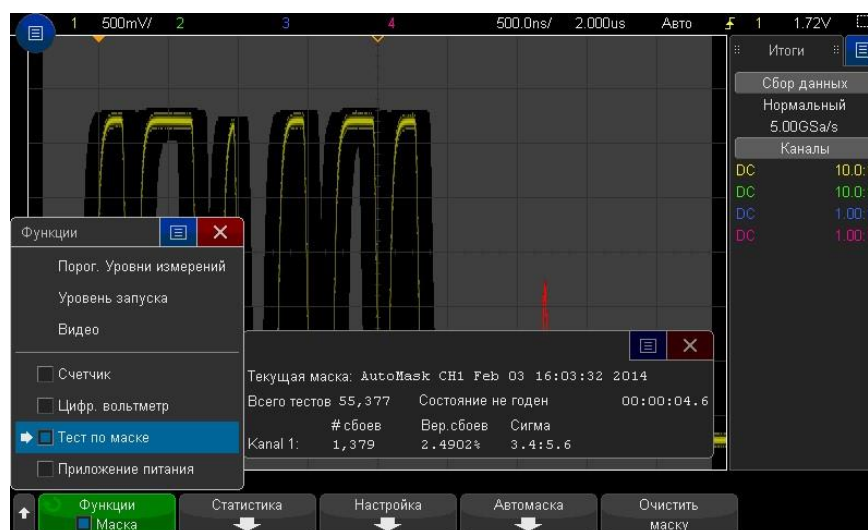 1 500mV/ 2 3 4 500.0ns/ 2.000us Авто 1 1.72V
Итоги
Сбор данных
Нормальный
5.00GSa/s
Каналы
DC 10.0:
DC 10.0:
DC 1.00:
DC 1.00:
Функции
Порог. Уровни измерений
Уровень запуска
Видео
Счетчик
Цифр. вольтметр
Тест по маске
Приложение питания
Текущая маска: AutoMask CH1 Feb 03 16:03:32 2014
Всего тестов 55,377 Состояние не годен 00:00:04.6
# сбоев Вер.сбоев Сигма
Kanal 1: 1,379 2.4902% 3.4:5.6
Функции
Маска
Статистика
Настройка
Автомаска
Очистить
маску